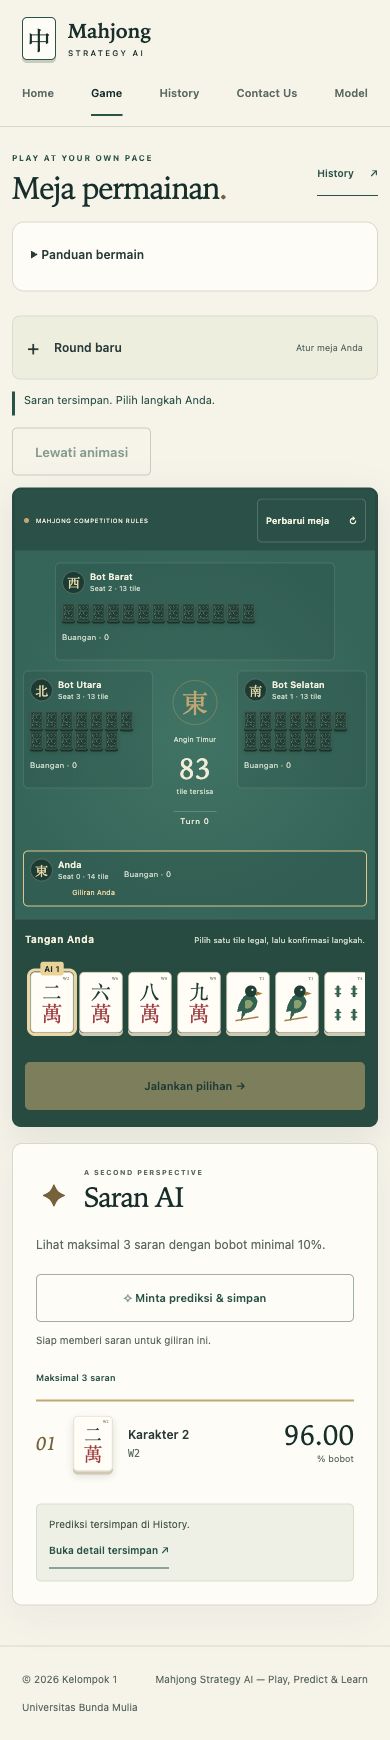 中
Mahjong
STRATEGY AI
Home Game History Contact Us Model
PLAY AT YOUR OWN PACE
Meja permainan.
History ↗
▶ Panduan bermain
+ Round baru Atur meja Anda
Saran tersimpan. Pilih langkah Anda.
Lewati animasi
MAHJONG COMPETITION RULES
Perbarui meja ↻
西 Bot Barat
Seat 2 · 13 tile
Buangan · 0
北 Bot Utara
Seat 3 · 13 tile
Buangan · 0
東
Angin Timur
83
tile tersisa
Turn 0
南 Bot Selatan
Seat 1 · 13 tile
Buangan · 0
東 Anda
Seat 0 · 14 tile
Buangan · 0
Giliran Anda
Tangan Anda
Pilih satu tile legal, lalu konfirmasi langkah.
AI 1
二萬 六萬 八萬 九萬
Jalankan pilihan →
A SECOND PERSPECTIVE
Saran AI
Lihat maksimal 3 saran dengan bobot minimal 10%.
✧ Minta prediksi & simpan
Siap memberi saran untuk giliran ini.
Maksimal 3 saran
01
二萬
Karakter 2
W2
96.00
% bobot
Prediksi tersimpan di History.
Buka detail tersimpan ↗
© 2026 Kelompok 1
Mahjong Strategy AI — Play, Predict & Learn
Universitas Bunda Mulia